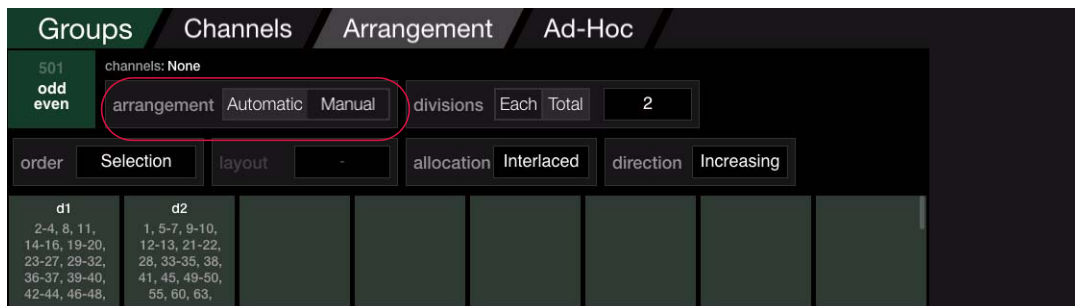 Groups Channels Arrangement Ad-Hoc
501
odd
even
channels: None
arrangement Automatic Manual divisions Each Total 2
order Selection layout - allocation Interlaced direction Increasing
d1
2-4, 8, 11,
14-16, 19-20,
23-27, 29-32,
36-37, 39-40,
42-44, 46-48,
d2
1, 5-7, 9-10,
12-13, 21-22,
28, 33-35, 38,
41, 45, 49-50,
55, 60, 63,